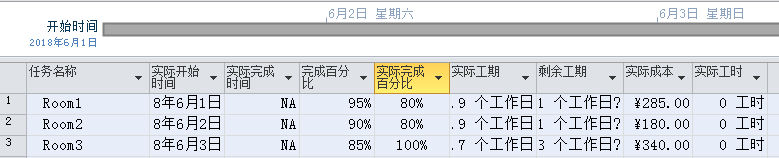 6月2日 星期六
6月3日 星期日
开始时间
2018年6月1日
任务名称 实际开始时间 实际完成时间 完成百分比 实际完成百分比 实际工期 剩余工期 实际成本 实际工时
1 Room1 8年6月1日 NA 95% 80% .9 个工作日 1 个工作日? ¥285.00 0 工时
2 Room2 8年6月2日 NA 90% 80% .9 个工作日 1 个工作日? ¥180.00 0 工时
3 Room3 8年6月3日 NA 85% 100% .7 个工作日 3 个工作日? ¥340.00 0 工时